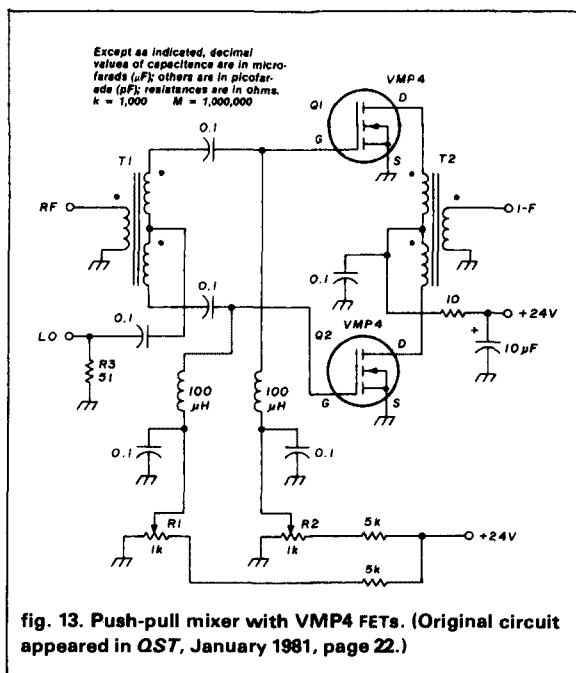 Except as indicated, decimal
values of capacitance are in micro-
farads (μF); others are in picofar-
ads (pF); resistances are in ohms.
k = 1,000 M = 1,000,000
VMP4
Q1
D
G
S
0.1
T1
T2
RF
I-F
0.1
0.1
10
+24V
LO
0.1
Q2
VMP4
D
+
10 μF
R3
51
100
μH
100
μH
G
S
0.1
0.1
R1
1k
R2
1k
5k
+24V
5k
fig. 13. Push-pull mixer with VMP4 FETs. (Original circuit
appeared in QST, January 1981, page 22.)